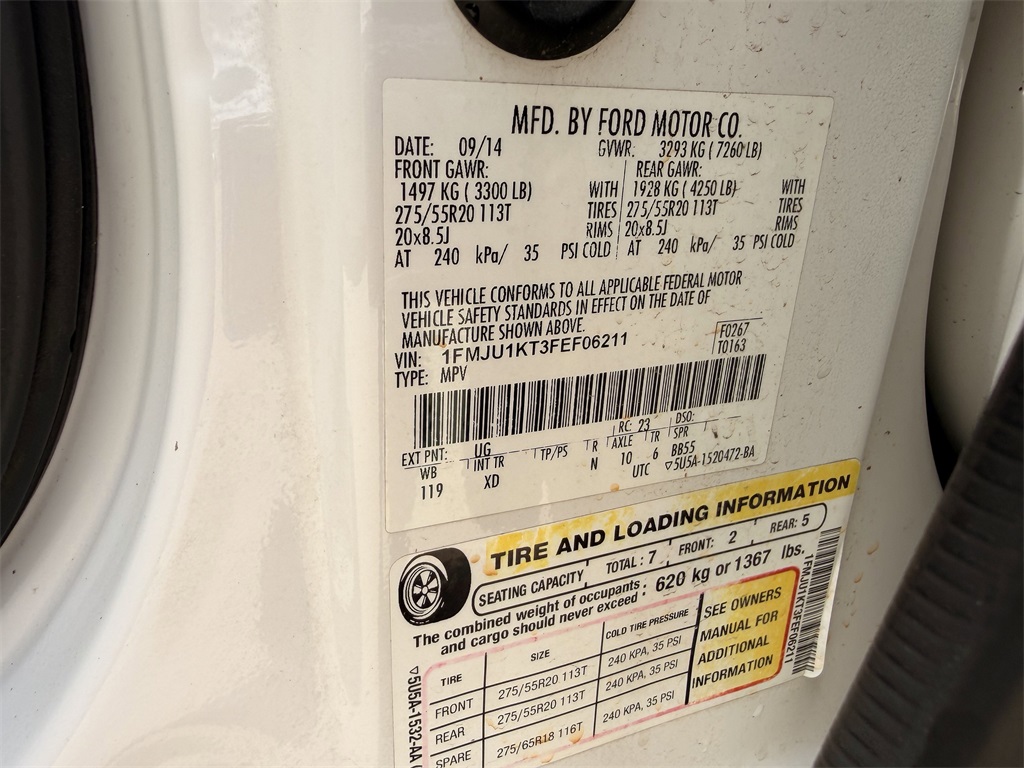 MFD. BY FORD MOTOR CO.
DATE: 09/14 GVWR: 3293 KG ( 7260 LB)
FRONT GAWR: REAR GAWR:
1497 KG ( 3300 LB) WITH 1928 KG ( 4250 LB) WITH
275/55R20 113T TIRES 275/55R20 113T TIRES
20x8.5J RIMS 20x8.5J RIMS
AT 240 kPa/ 35 PSI COLD AT 240 kPa/ 35 PSI COLD
THIS VEHICLE CONFORMS TO ALL APPLICABLE FEDERAL MOTOR
VEHICLE SAFETY STANDARDS IN EFFECT ON THE DATE OF
MANUFACTURE SHOWN ABOVE.
VIN: 1FMJU1KT3FEF06211
F0267
TYPE: MPV
T0163
EXT PNT: UG RC: 23 DSO:
WB INT TR TP/PS R AXLE TR SPR
119 XD N 10 6 BB55
UTC ▽5U5A-1520472-BA
TIRE AND LOADING INFORMATION
SEATING CAPACITY TOTAL : 7 FRONT: 2 REAR: 5
The combined weight of occupants and cargo should never exceed : 620 kg or 1367 lbs.
TIRE SIZE COLD TIRE PRESSURE
FRONT 275/55R20 113T 240 KPA, 35 PSI
REAR 275/55R20 113T 240 KPA, 35 PSI
SPARE 275/65R18 116T 240 KPA, 35 PSI
SEE OWNERS
MANUAL FOR
ADDITIONAL
INFORMATION
1FMJU1KT3FEF06211
▽5U5A-1532-AA